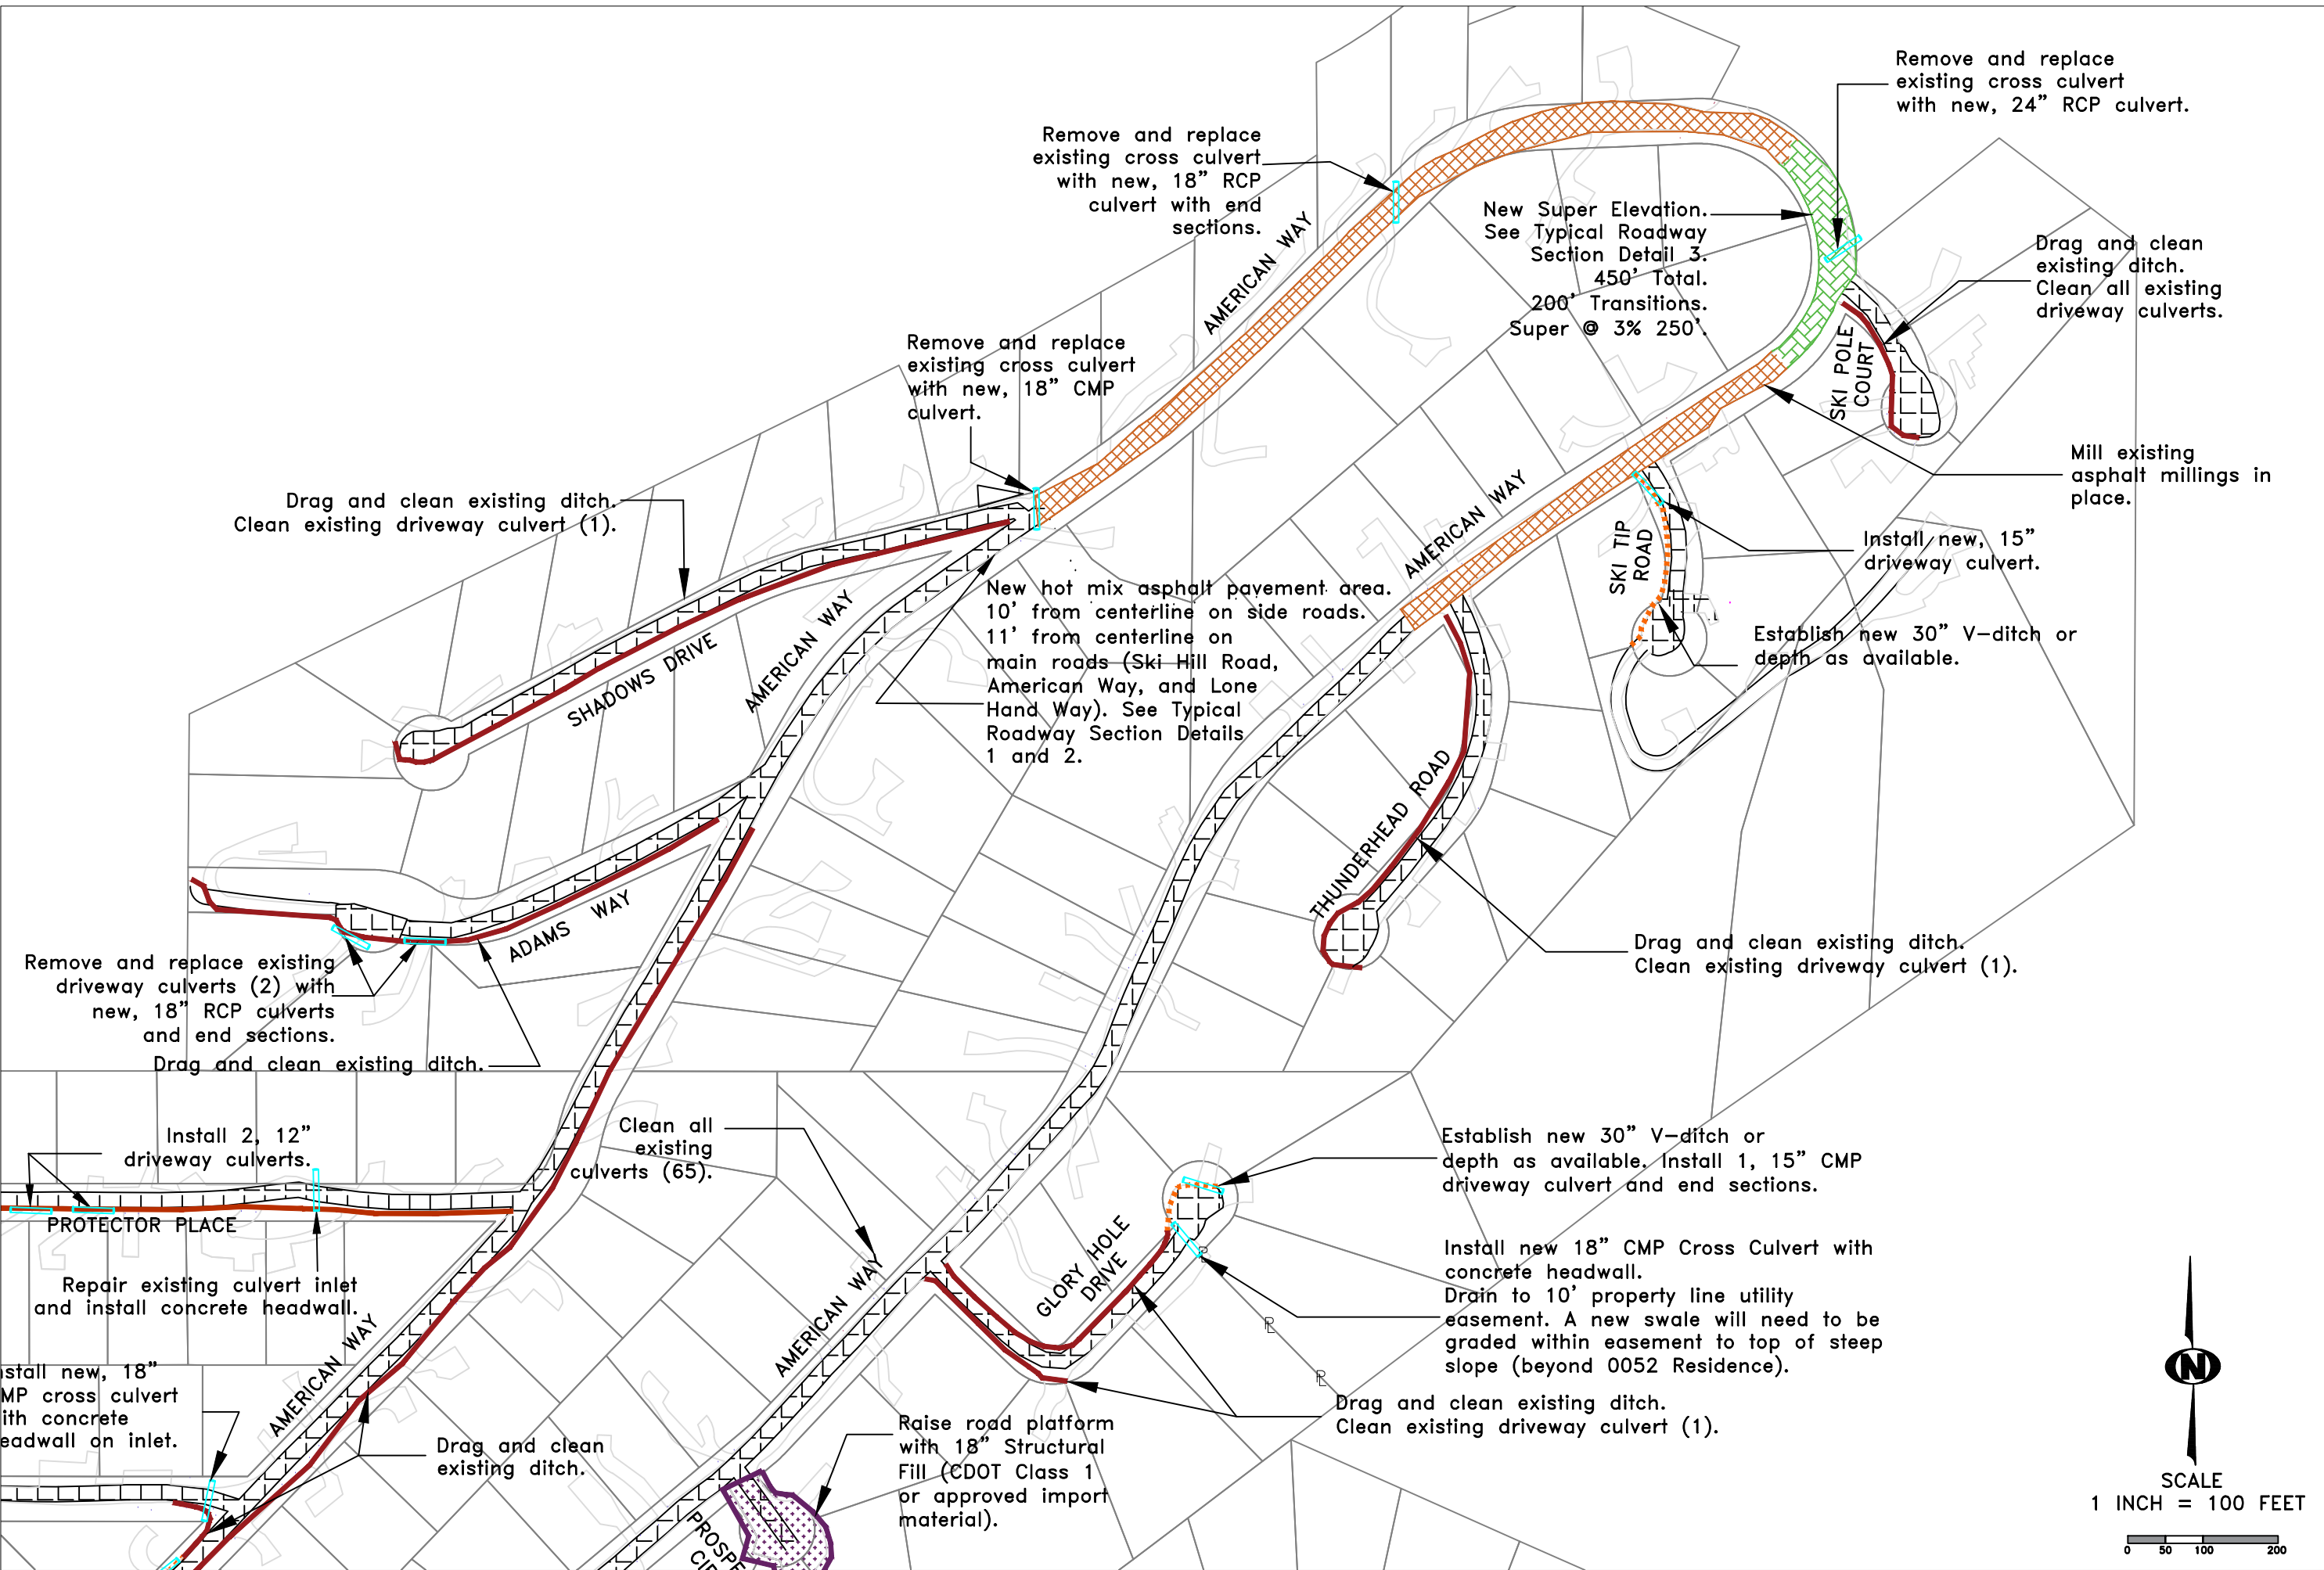 Remove and replace
existing cross culvert
with new, 24” RCP culvert.
Remove and replace
existing cross culvert
with new, 18” RCP
culvert with end
sections.
AMERICAN WAY
New Super Elevation.
See Typical Roadway
Section Detail 3.
450’ Total.
200’ Transitions.
Super @ 3% 250’.
Drag and clean
existing ditch.
Clean all existing
driveway culverts.
SKI POLE
COURT
Remove and replace
existing cross culvert
with new, 18” CMP
culvert.
Mill existing
asphalt millings in
place.
Drag and clean existing ditch.
Clean existing driveway culvert (1).
AMERICAN WAY
SKI TIP
ROAD
Install new, 15”
driveway culvert.
New hot mix asphalt pavement area.
10’ from centerline on side roads.
11’ from centerline on
main roads (Ski Hill Road,
American Way, and Lone
Hand Way). See Typical
Roadway Section Details
1 and 2.
Establish new 30” V-ditch or
depth as available.
SHADOWS DRIVE
AMERICAN WAY
THUNDERHEAD ROAD
ADAMS WAY
Drag and clean existing ditch.
Clean existing driveway culvert (1).
Remove and replace existing
driveway culverts (2) with
new, 18” RCP culverts
and end sections.
Drag and clean existing ditch.
Install 2, 12”
driveway culverts.
Clean all
existing
culverts (65).
Establish new 30” V-ditch or
depth as available. Install 1, 15” CMP
driveway culvert and end sections.
PROTECTOR PLACE
GLORY HOLE
DRIVE
Install new 18” CMP Cross Culvert with
concrete headwall.
Drain to 10’ property line utility
easement. A new swale will need to be
graded within easement to top of steep
slope (beyond 0052 Residence).
PL
PL
PL
Repair existing culvert inlet
and install concrete headwall.
AMERICAN WAY
AMERICAN WAY
nstall new, 18”
MP cross culvert
ith concrete
eadwall on inlet.
Drag and clean
existing ditch.
Drag and clean existing ditch.
Clean existing driveway culvert (1).
Raise road platform
with 18” Structural
Fill (CDOT Class 1
or approved import
material).
PROSPE
CIR
N
SCALE
1 INCH = 100 FEET
0 50 100 200